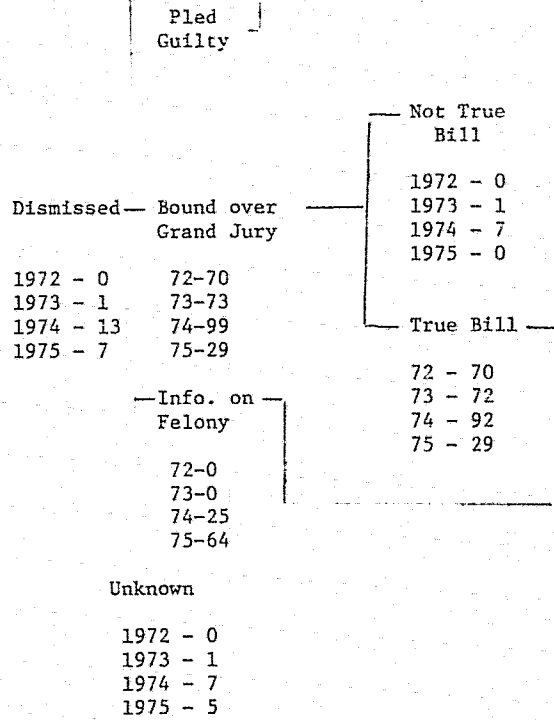 Pled
Guilty
Not True
Bill
1972 - 0
1973 - 1
1974 - 7
1975 - 0
Dismissed — Bound over
Grand Jury
1972 - 0 72-70
1973 - 1 73-73
1974 - 13 74-99
1975 - 7 75-29
True Bill
72 - 70
73 - 72
74 - 92
75 - 29
Info. on
Felony
72-0
73-0
74-25
75-64
Unknown
1972 - 0
1973 - 1
1974 - 7
1975 - 5